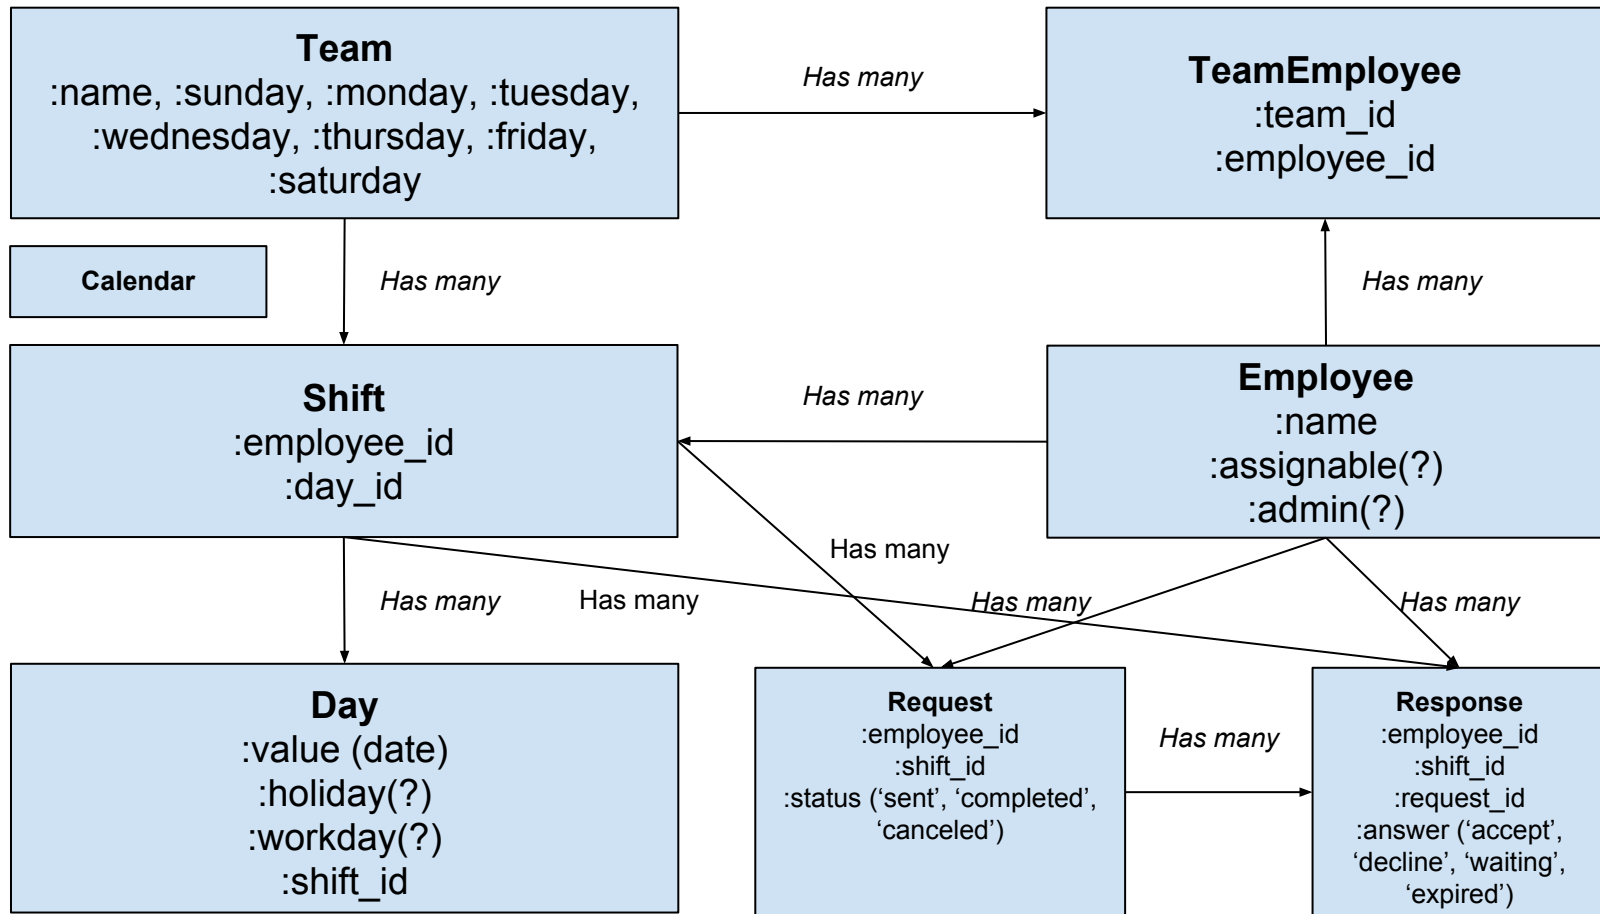 Team
:name, :sunday, :monday, :tuesday,
:wednesday, :thursday, :friday,
:saturday
Has many
TeamEmployee
:team_id
:employee_id
Calendar
Has many
Has many
Shift
:employee_id
:day_id
Has many
Employee
:name
:assignable(?)
:admin(?)
Has many
Has many
Has many
Has many
Has many
Day
:value (date)
:holiday(?)
:workday(?)
:shift_id
Request
:employee_id
:shift_id
:status (‘sent’, ‘completed’,
‘canceled’)
Has many
Response
:employee_id
:shift_id
:request_id
:answer (‘accept’,
‘decline’, ‘waiting’,
‘expired’)